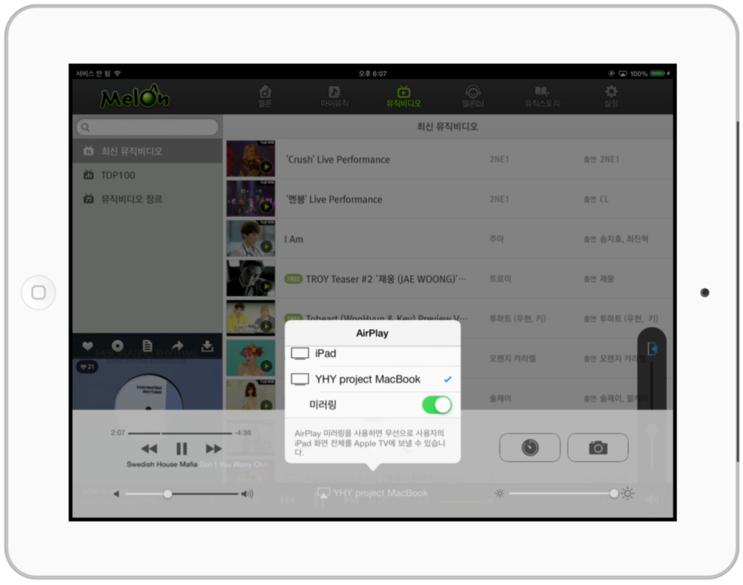 서비스 안 됨
오후 6:07
100%
Melon
멜론
마이뮤직
뮤직비디오
멜론DJ
뮤직스토리
설정
최신 뮤직비디오
최신 뮤직비디오
TOP100
뮤직비디오 장르
'Crush' Live Performance 2NE1 출연 2NE1
'멘붕' Live Performance 2NE1 출연 CL
I Am 주아 출연 송지호, 최진혁
FREE TROY Teaser #2 '재웅 (JAE WOONG)'… 트로이 출연 재웅
FREE Toheart (WooHyun & Key) Preview V… 투하트 (우현, 키) 출연 투하트 (우현, 키)
오렌지 캬라멜 출연 오렌지 캬라멜
송제이 출연 송제이,
21
AirPlay
iPad
YHY project MacBook
미러링
AirPlay 미러링을 사용하면 무선으로 사용자의
iPad 화면 전체를 Apple TV에 보낼 수 있습니
다.
2:07
-4:36
Swedish House Mafia Don't You Worry Chi
YHY project MacBook